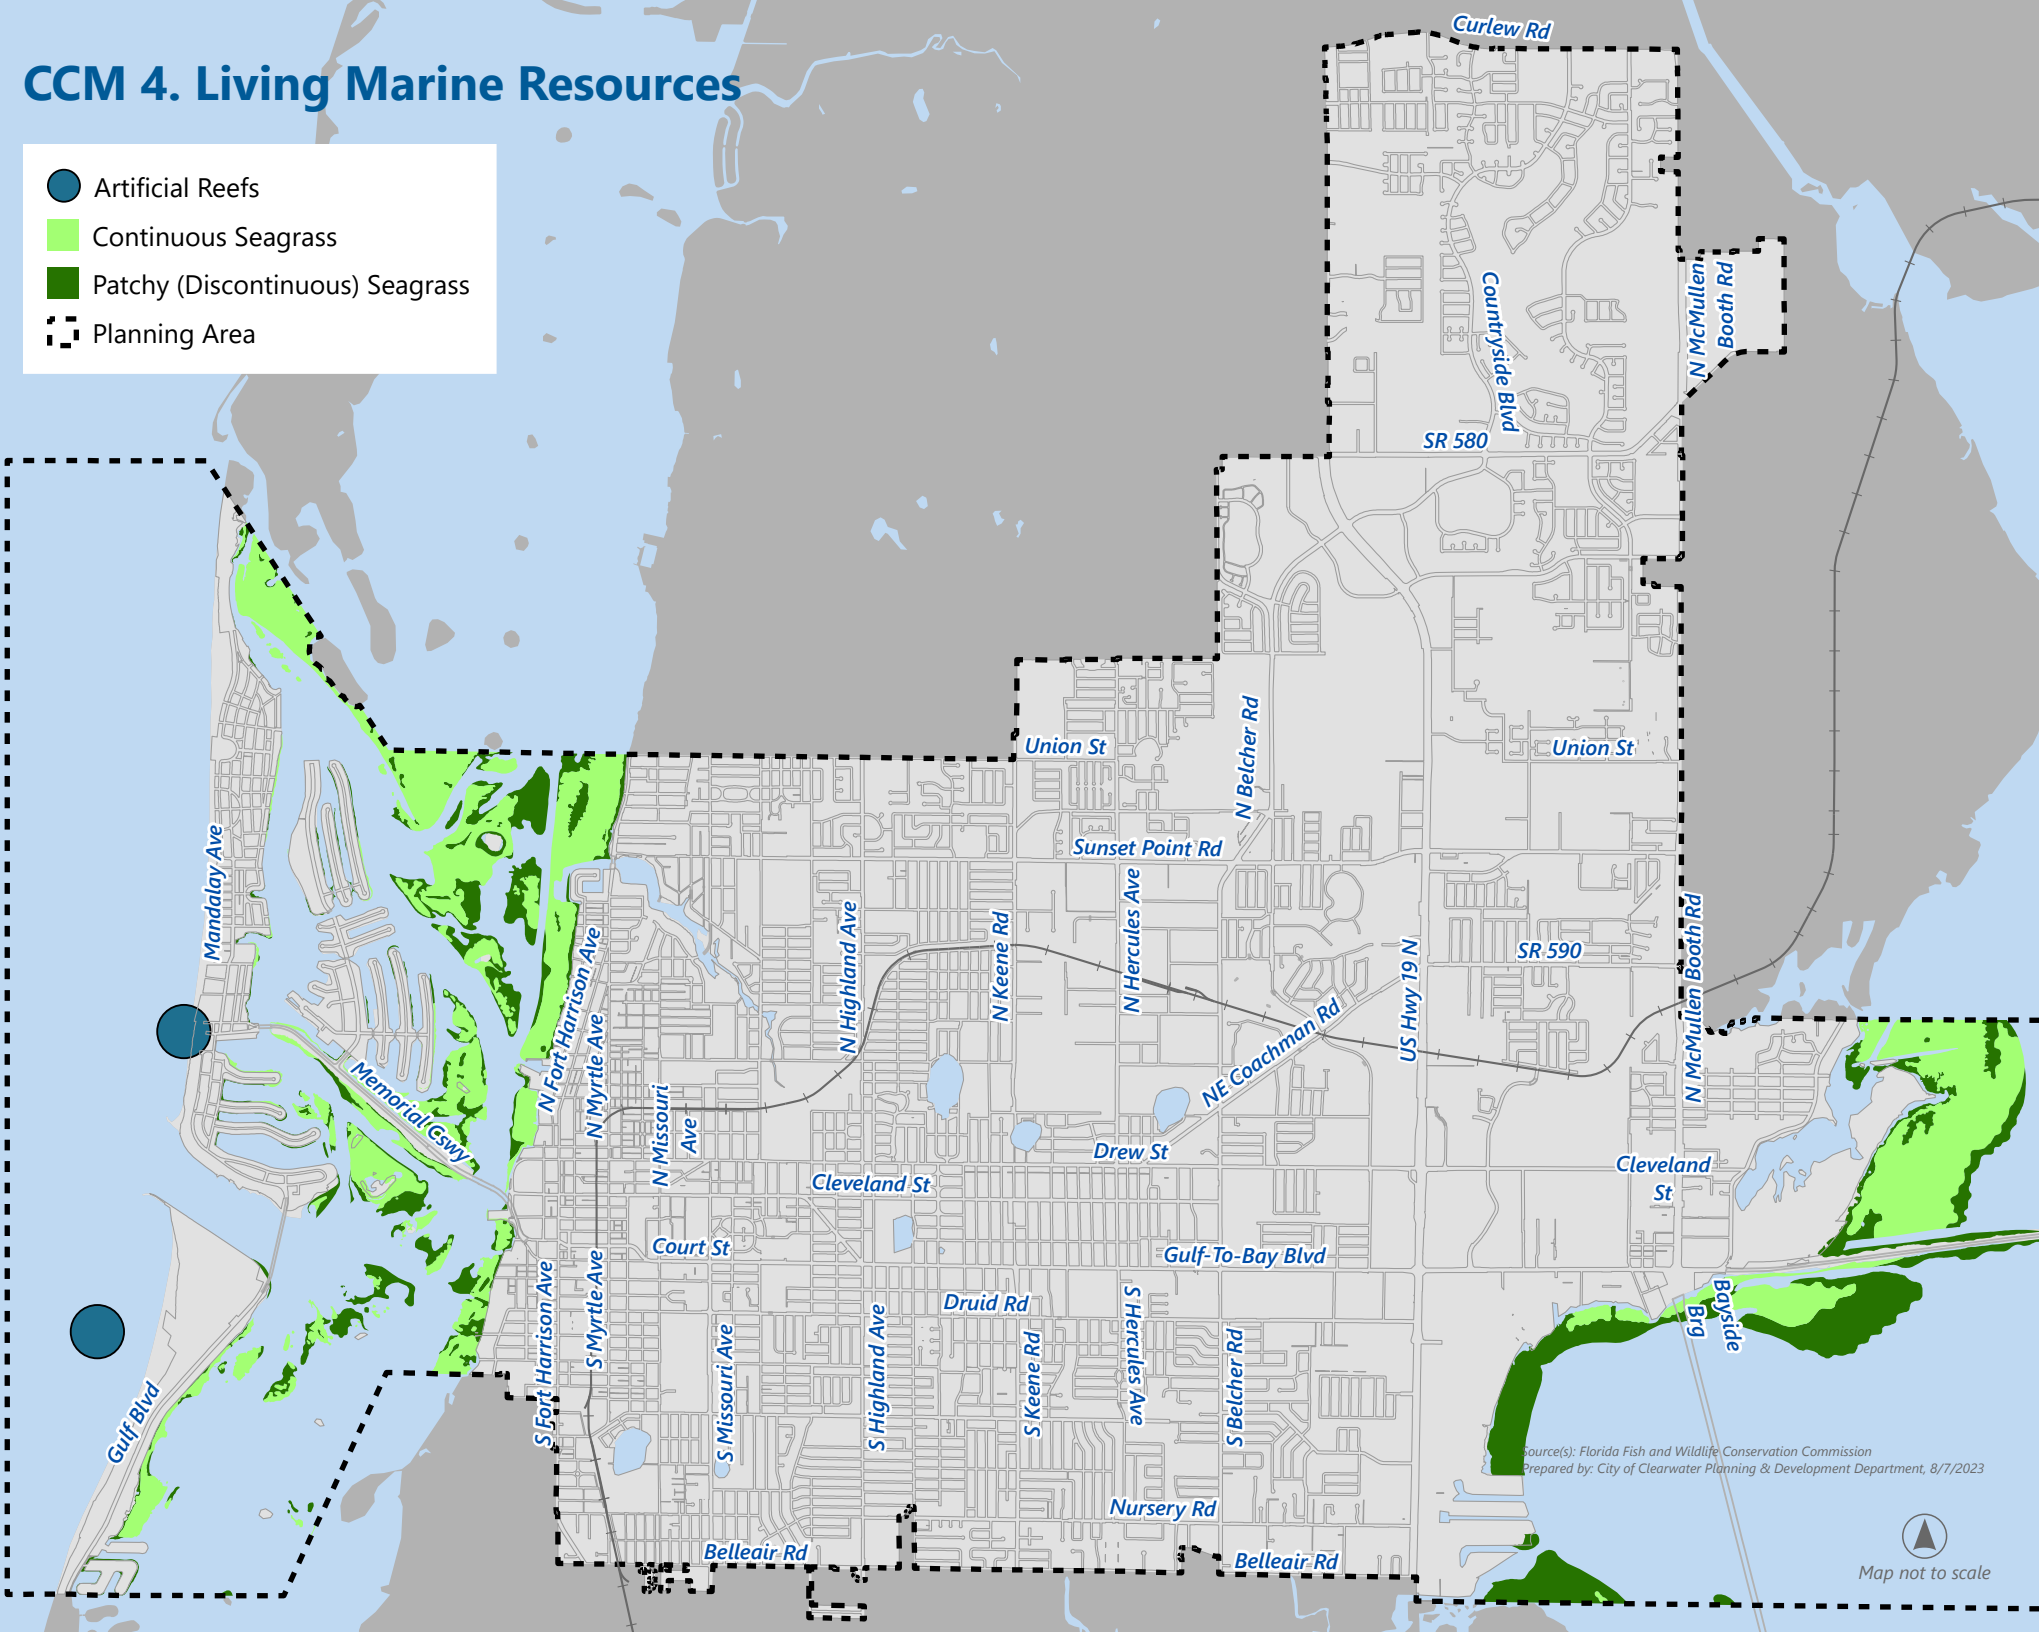 CCM 4. Living Marine Resources
Artificial Reefs
Continuous Seagrass
Patchy (Discontinuous) Seagrass
Planning Area
Curlew Rd
N McMullen
Booth Rd
Countryside Blvd
SR 580
N Belcher Rd
Union St
Union St
Sunset Point Rd
Mandalay Ave
N Highland Ave
N Keene Rd
N Hercules Ave
US Hwy 19 N
SR 590
N McMullen Booth Rd
N Fort Harrison Ave
N Myrtle Ave
NE Coachman Rd
Memorial Cswy
N Missouri
Ave
Drew St
Cleveland St
Cleveland
St
Court St
Gulf-To-Bay Blvd
Druid Rd
S Fort Harrison Ave
S Myrtle Ave
S Missouri Ave
S Highland Ave
S Keene Rd
S Hercules Ave
S Belcher Rd
Bayside
Brg
Gulf Blvd
Source(s): Florida Fish and Wildlife Conservation Commission
Prepared by: City of Clearwater Planning & Development Department, 8/7/2023
Nursery Rd
Belleair Rd
Belleair Rd
Map not to scale